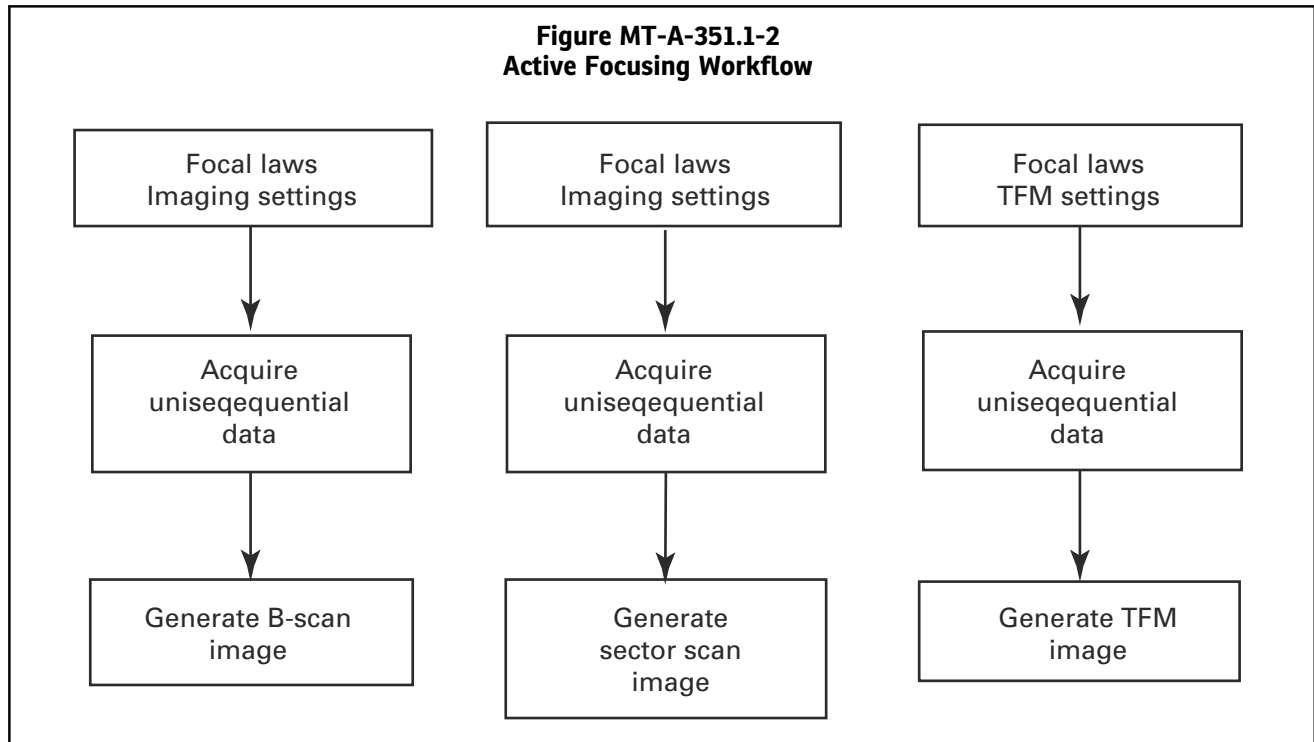 Figure MT-A-351.1-2
Active Focusing Workflow
Focal laws
Imaging settings
Acquire
uniseqequential
data
Generate B-scan
image
Focal laws
Imaging settings
Acquire
uniseqequential
data
Generate
sector scan
image
Focal laws
TFM settings
Acquire
uniseqequential
data
Generate TFM
image